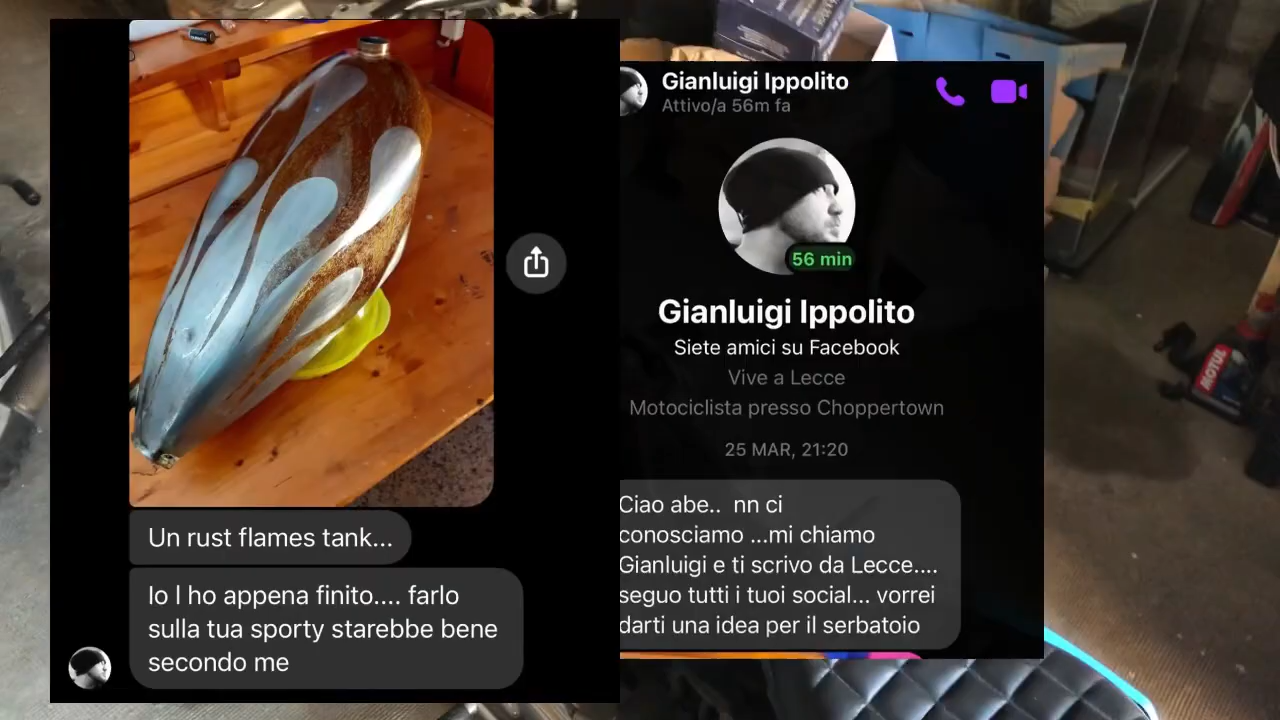 Un rust flames tank...
Io l ho appena finito.... farlo
sulla tua sporty starebbe bene
secondo me
Gianluigi Ippolito
Attivo/a 56m fa
56 min
Gianluigi Ippolito
Siete amici su Facebook
Vive a Lecce
Motociclista presso Choppertown
25 MAR, 21:20
Ciao abe.. nn ci
conosciamo ...mi chiamo
Gianluigi e ti scrivo da Lecce....
seguo tutti i tuoi social... vorrei
darti una idea per il serbatoio
MOTUL